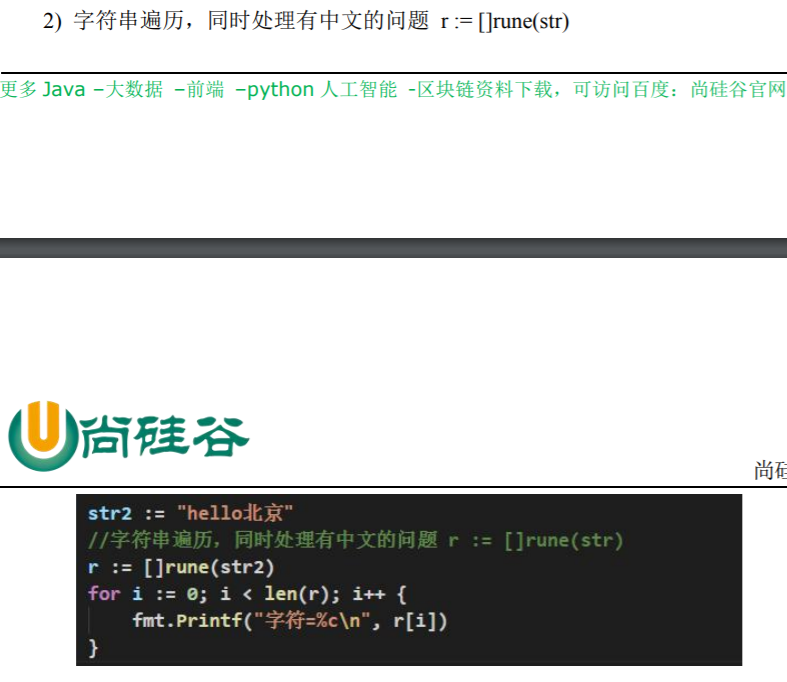 2) 字符串遍历，同时处理有中文的问题 r := []rune(str)
更多 Java –大数据 –前端 –python 人工智能 -区块链资料下载，可访问百度：尚硅谷官网
U尚硅谷
尚硅
str2 := "hello北京"
//字符串遍历，同时处理有中文的问题 r := []rune(str)
r := []rune(str2)
for i := 0; i < len(r); i++ {
    fmt.Printf("字符=%c\n", r[i])
}